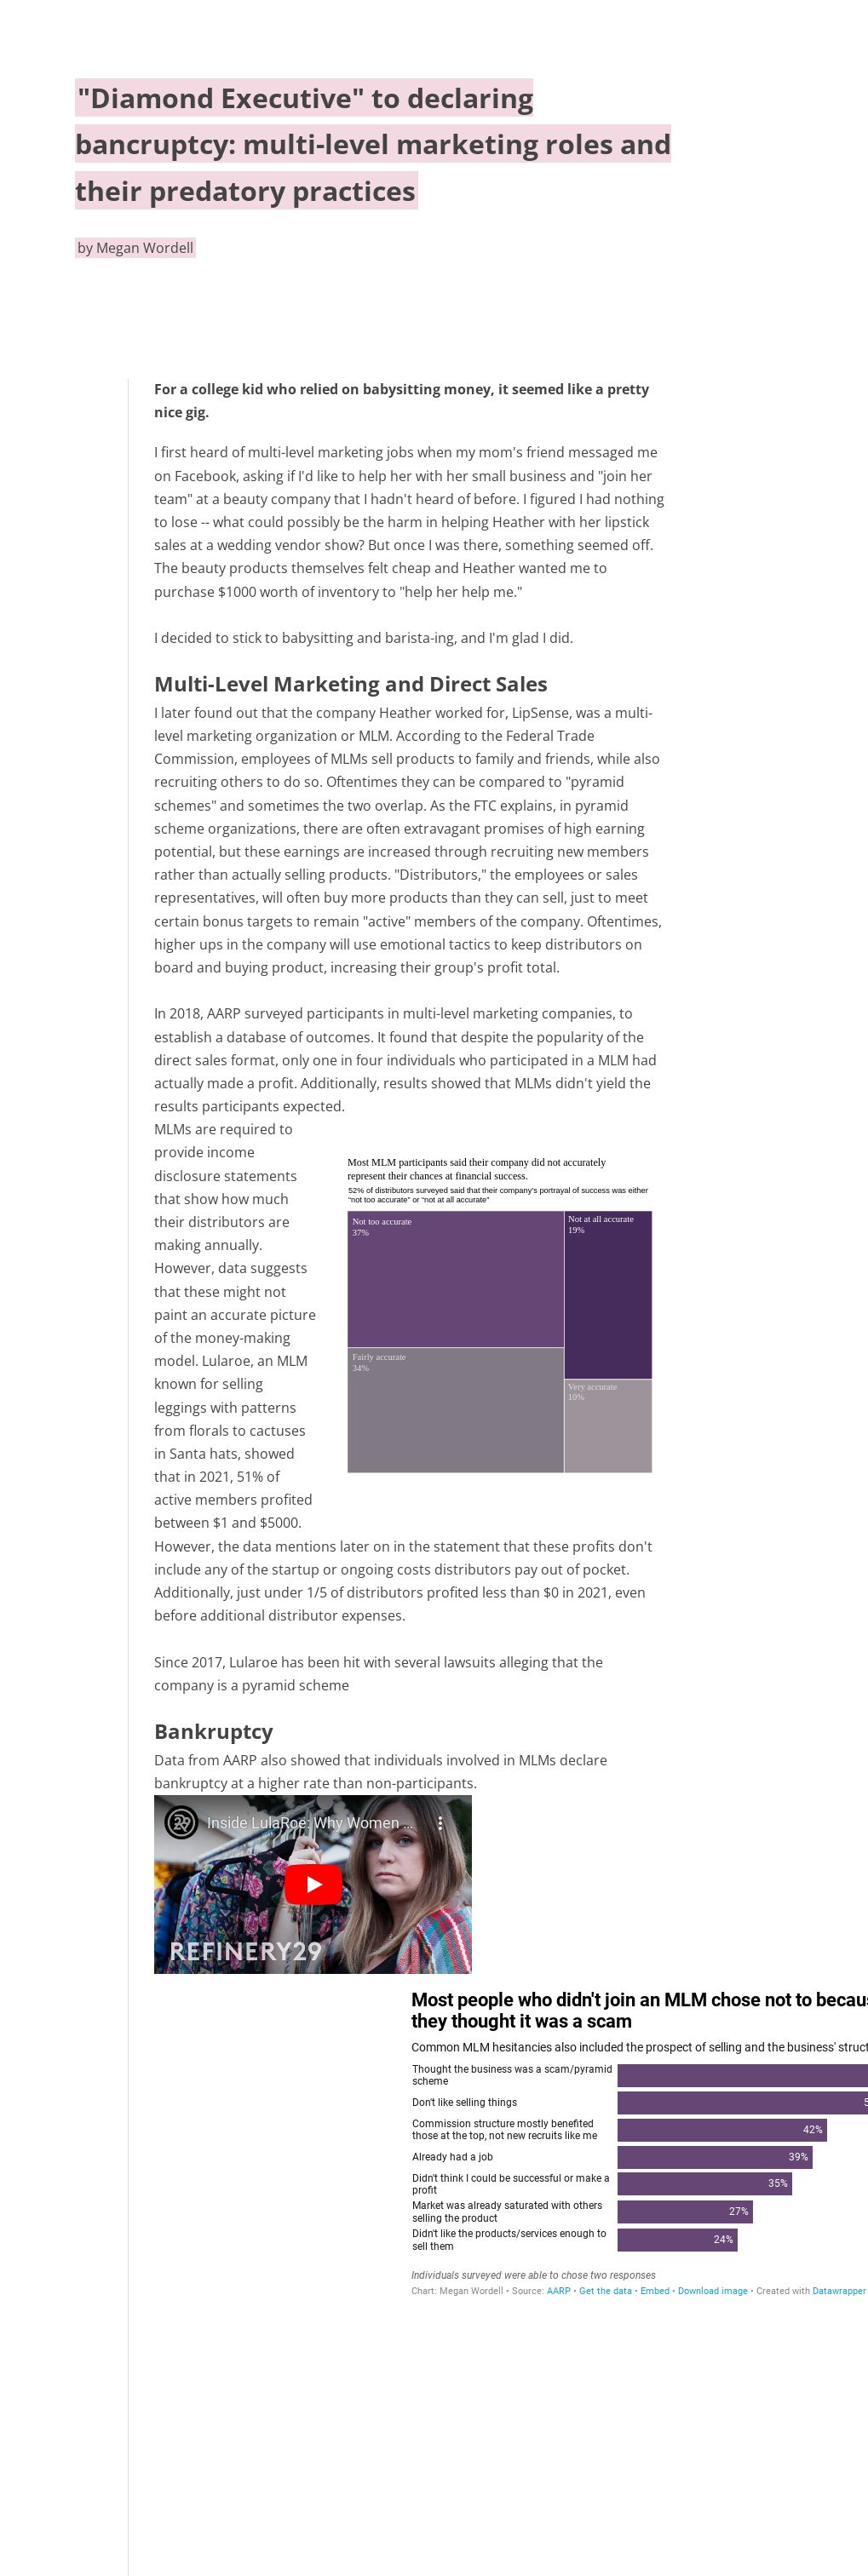 "Diamond Executive" to declaring
bancruptcy: multi-level marketing roles and
their predatory practices
by Megan Wordell
For a college kid who relied on babysitting money, it seemed like a pretty
nice gig.
I first heard of multi-level marketing jobs when my mom's friend messaged me
on Facebook, asking if I'd like to help her with her small business and "join her
team" at a beauty company that I hadn't heard of before. I figured I had nothing
to lose -- what could possibly be the harm in helping Heather with her lipstick
sales at a wedding vendor show? But once I was there, something seemed off.
The beauty products themselves felt cheap and Heather wanted me to
purchase $1000 worth of inventory to "help her help me."
I decided to stick to babysitting and barista-ing, and I'm glad I did.
Multi-Level Marketing and Direct Sales
I later found out that the company Heather worked for, LipSense, was a multi-
level marketing organization or MLM. According to the Federal Trade
Commission, employees of MLMs sell products to family and friends, while also
recruiting others to do so. Oftentimes they can be compared to "pyramid
schemes" and sometimes the two overlap. As the FTC explains, in pyramid
scheme organizations, there are often extravagant promises of high earning
potential, but these earnings are increased through recruiting new members
rather than actually selling products. "Distributors," the employees or sales
representatives, will often buy more products than they can sell, just to meet
certain bonus targets to remain "active" members of the company. Oftentimes,
higher ups in the company will use emotional tactics to keep distributors on
board and buying product, increasing their group's profit total.
In 2018, AARP surveyed participants in multi-level marketing companies, to
establish a database of outcomes. It found that despite the popularity of the
direct sales format, only one in four individuals who participated in a MLM had
actually made a profit. Additionally, results showed that MLMs didn't yield the
results participants expected.
MLMs are required to
provide income
disclosure statements
that show how much
their distributors are
making annually.
However, data suggests
that these might not
paint an accurate picture
of the money-making
model. Lularoe, an MLM
known for selling
leggings with patterns
from florals to cactuses
in Santa hats, showed
that in 2021, 51% of
active members profited
between $1 and $5000.
Most MLM participants said their company did not accurately
represent their chances at financial success.
52% of distributors surveyed said that their company's portrayal of success was either
"not too accurate" or "not at all accurate"
Not too accurate
37%
Not at all accurate
19%
Fairly accurate
34%
Very accurate
10%
However, the data mentions later on in the statement that these profits don't
include any of the startup or ongoing costs distributors pay out of pocket.
Additionally, just under 1/5 of distributors profited less than $0 in 2021, even
before additional distributor expenses.
Since 2017, Lularoe has been hit with several lawsuits alleging that the
company is a pyramid scheme
Bankruptcy
Data from AARP also showed that individuals involved in MLMs declare
bankruptcy at a higher rate than non-participants.
Inside LulaRoe: Why Women ...
REFINERY29
Most people who didn't join an MLM chose not to becau
they thought it was a scam
Common MLM hesitancies also included the prospect of selling and the business' struct
Thought the business was a scam/pyramid
scheme
Don't like selling things
5
Commission structure mostly benefited
those at the top, not new recruits like me
42%
Already had a job
39%
Didn't think I could be successful or make a
profit
35%
Market was already saturated with others
selling the product
27%
Didn't like the products/services enough to
sell them
24%
Individuals surveyed were able to chose two responses
Chart: Megan Wordell • Source: AARP • Get the data • Embed • Download image • Created with Datawrapper